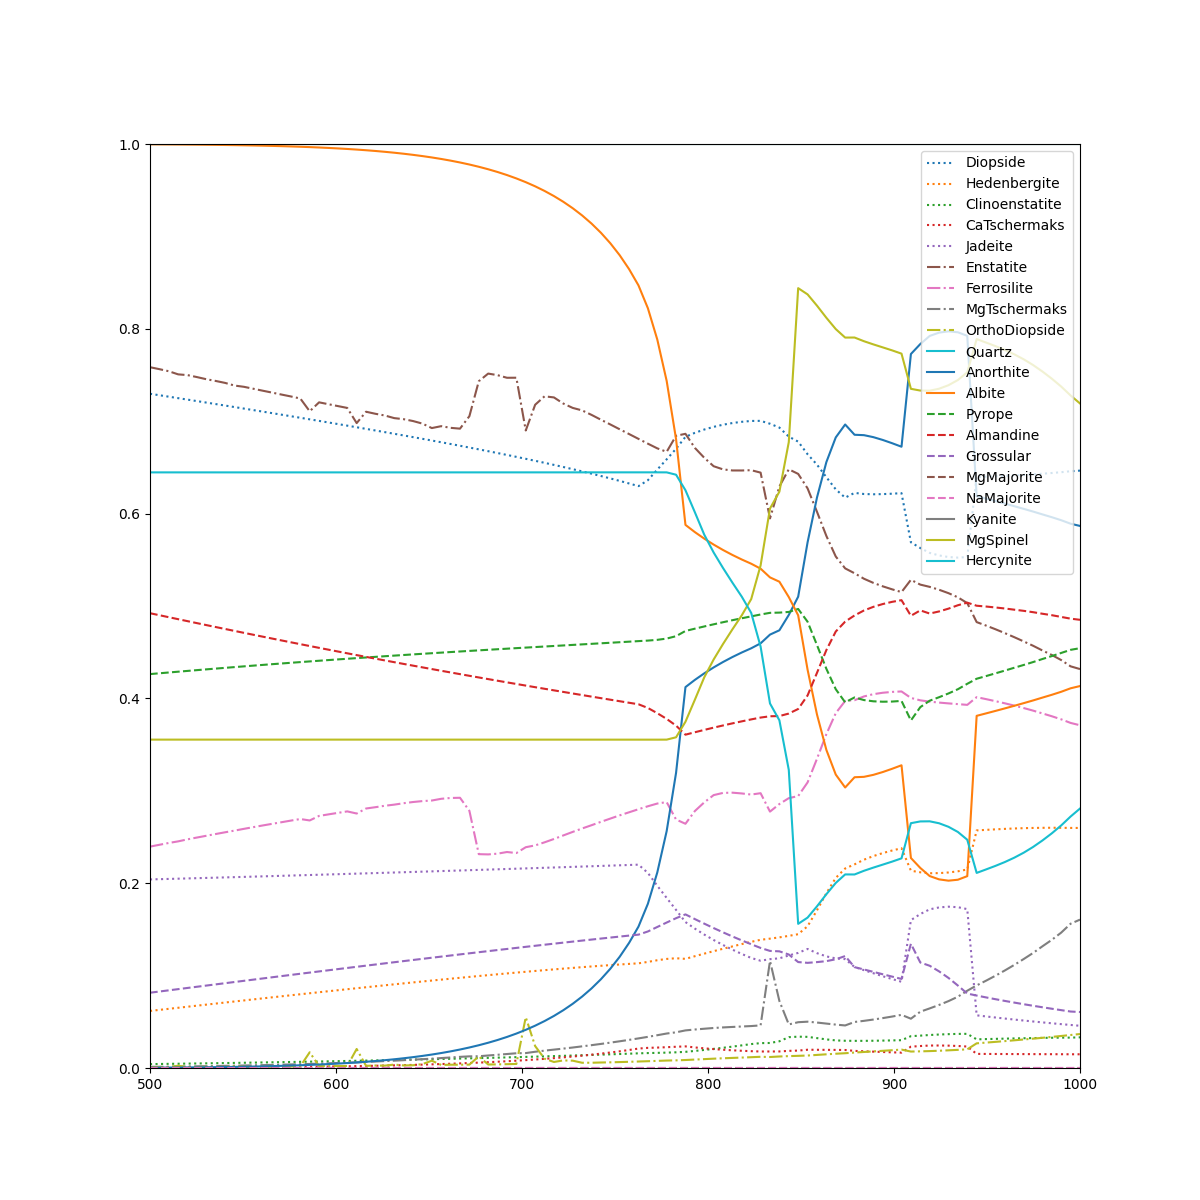 1.0
0.8
0.6
0.4
0.2
0.0
500
600
700
800
900
1000
Diopside
Hedenbergite
Clinoenstatite
CaTschermaks
Jadeite
Enstatite
Ferrosilite
MgTschermaks
OrthoDiopside
Quartz
Anorthite
Albite
Pyrope
Almandine
Grossular
MgMajorite
NaMajorite
Kyanite
MgSpinel
Hercynite